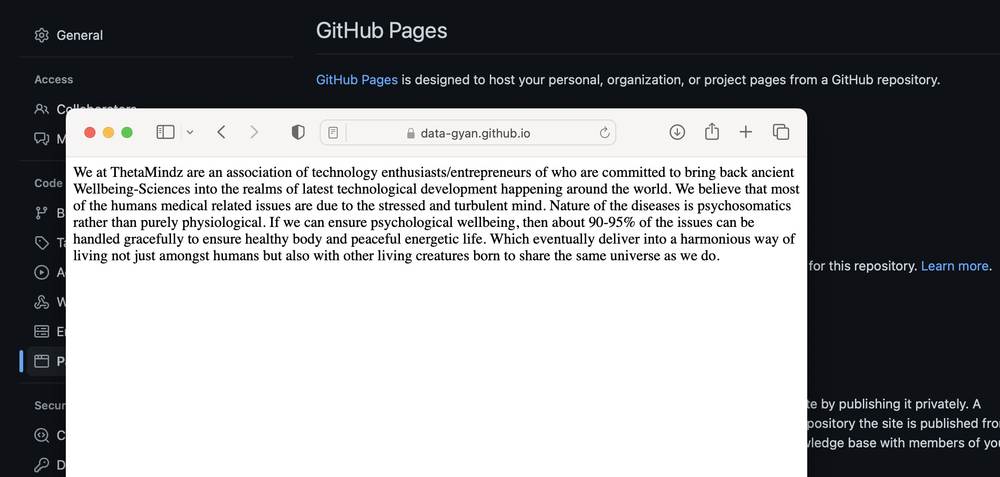 General
GitHub Pages
Access
GitHub Pages is designed to host your personal, organization, or project pages from a GitHub repository.
Collaborators
data-gyan.github.io
We at ThetaMindz are an association of technology enthusiasts/entrepreneurs of who are committed to bring back ancient
Wellbeing-Sciences into the realms of latest technological development happening around the world. We believe that most
of the humans medical related issues are due to the stressed and turbulent mind. Nature of the diseases is psychosomatics
rather than purely physiological. If we can ensure psychological wellbeing, then about 90-95% of the issues can be
handled gracefully to ensure healthy body and peaceful energetic life. Which eventually deliver into a harmonious way of
living not just amongst humans but also with other living creatures born to share the same universe as we do.
Code
for this repository. Learn more.
Secur
te by publishing it privately. A
pository the site is published fro
ledge base with members of you